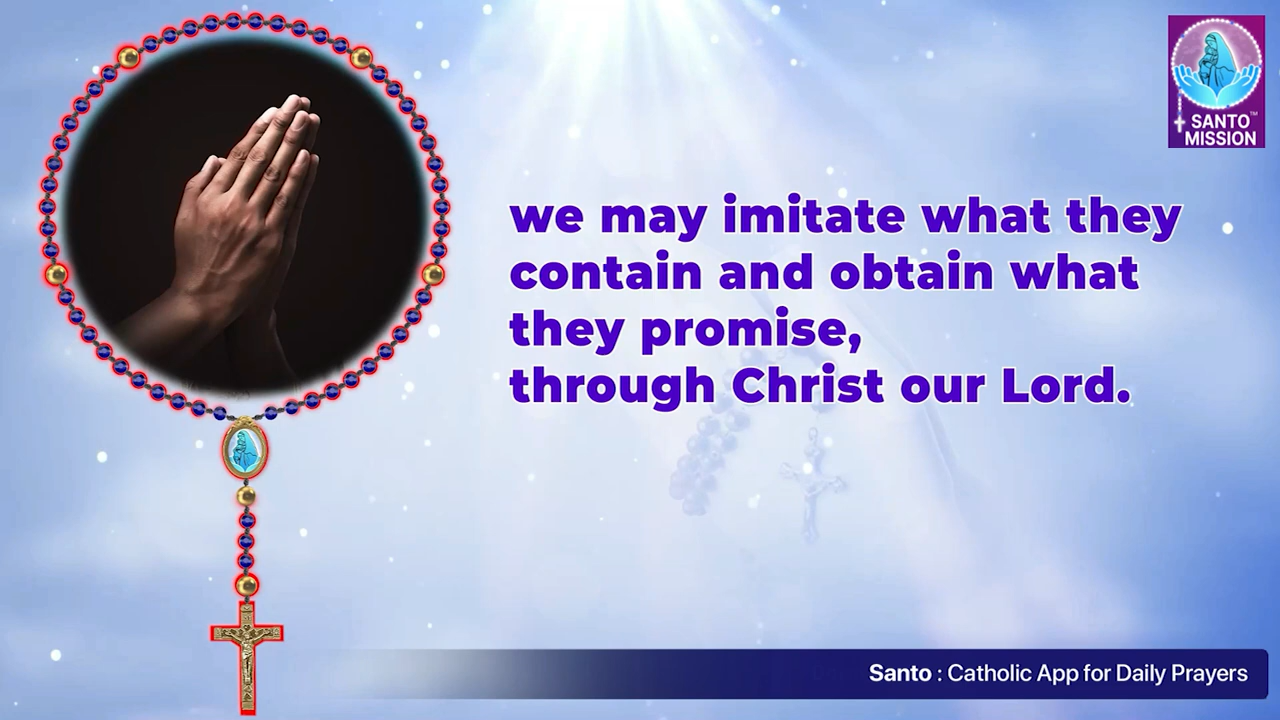 SANTO™
MISSION
we may imitate what they
contain and obtain what
they promise,
through Christ our Lord.
Santo : Catholic App for Daily Prayers